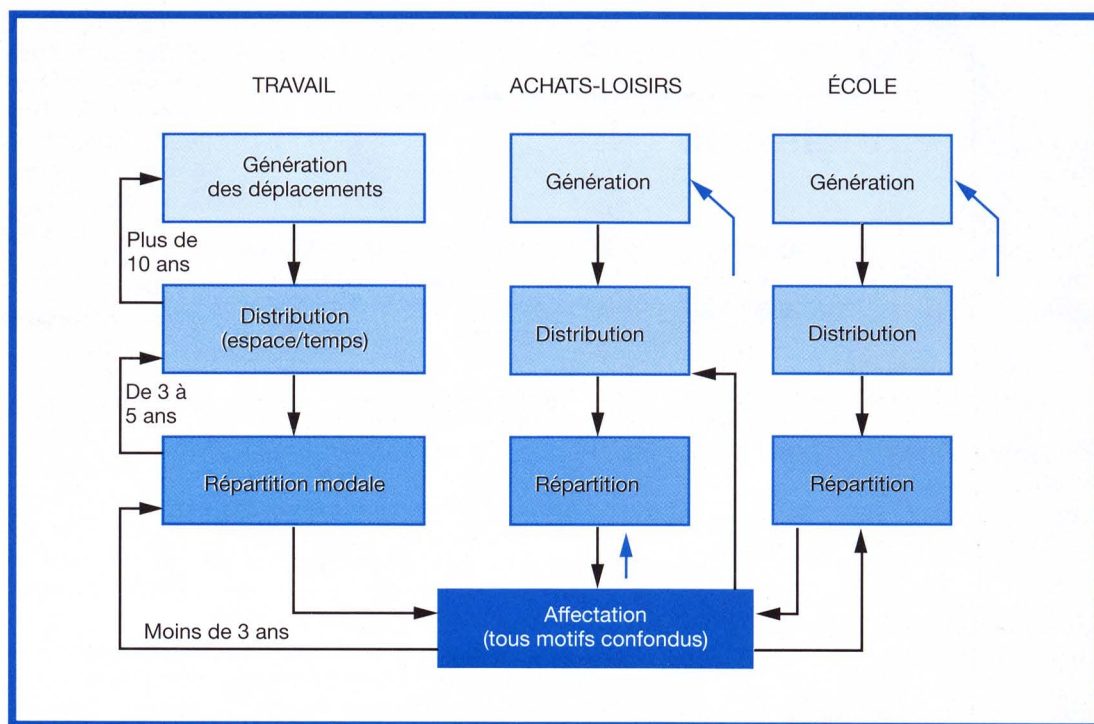 TRAVAIL
ACHATS-LOISIRS
ÉCOLE
Génération
des déplacements
Génération
Génération
Plus de
10 ans
Distribution
(espace/temps)
Distribution
Distribution
De 3 à
5 ans
Répartition modale
Répartition
Répartition
Affectation
(tous motifs confondus)
Moins de 3 ans